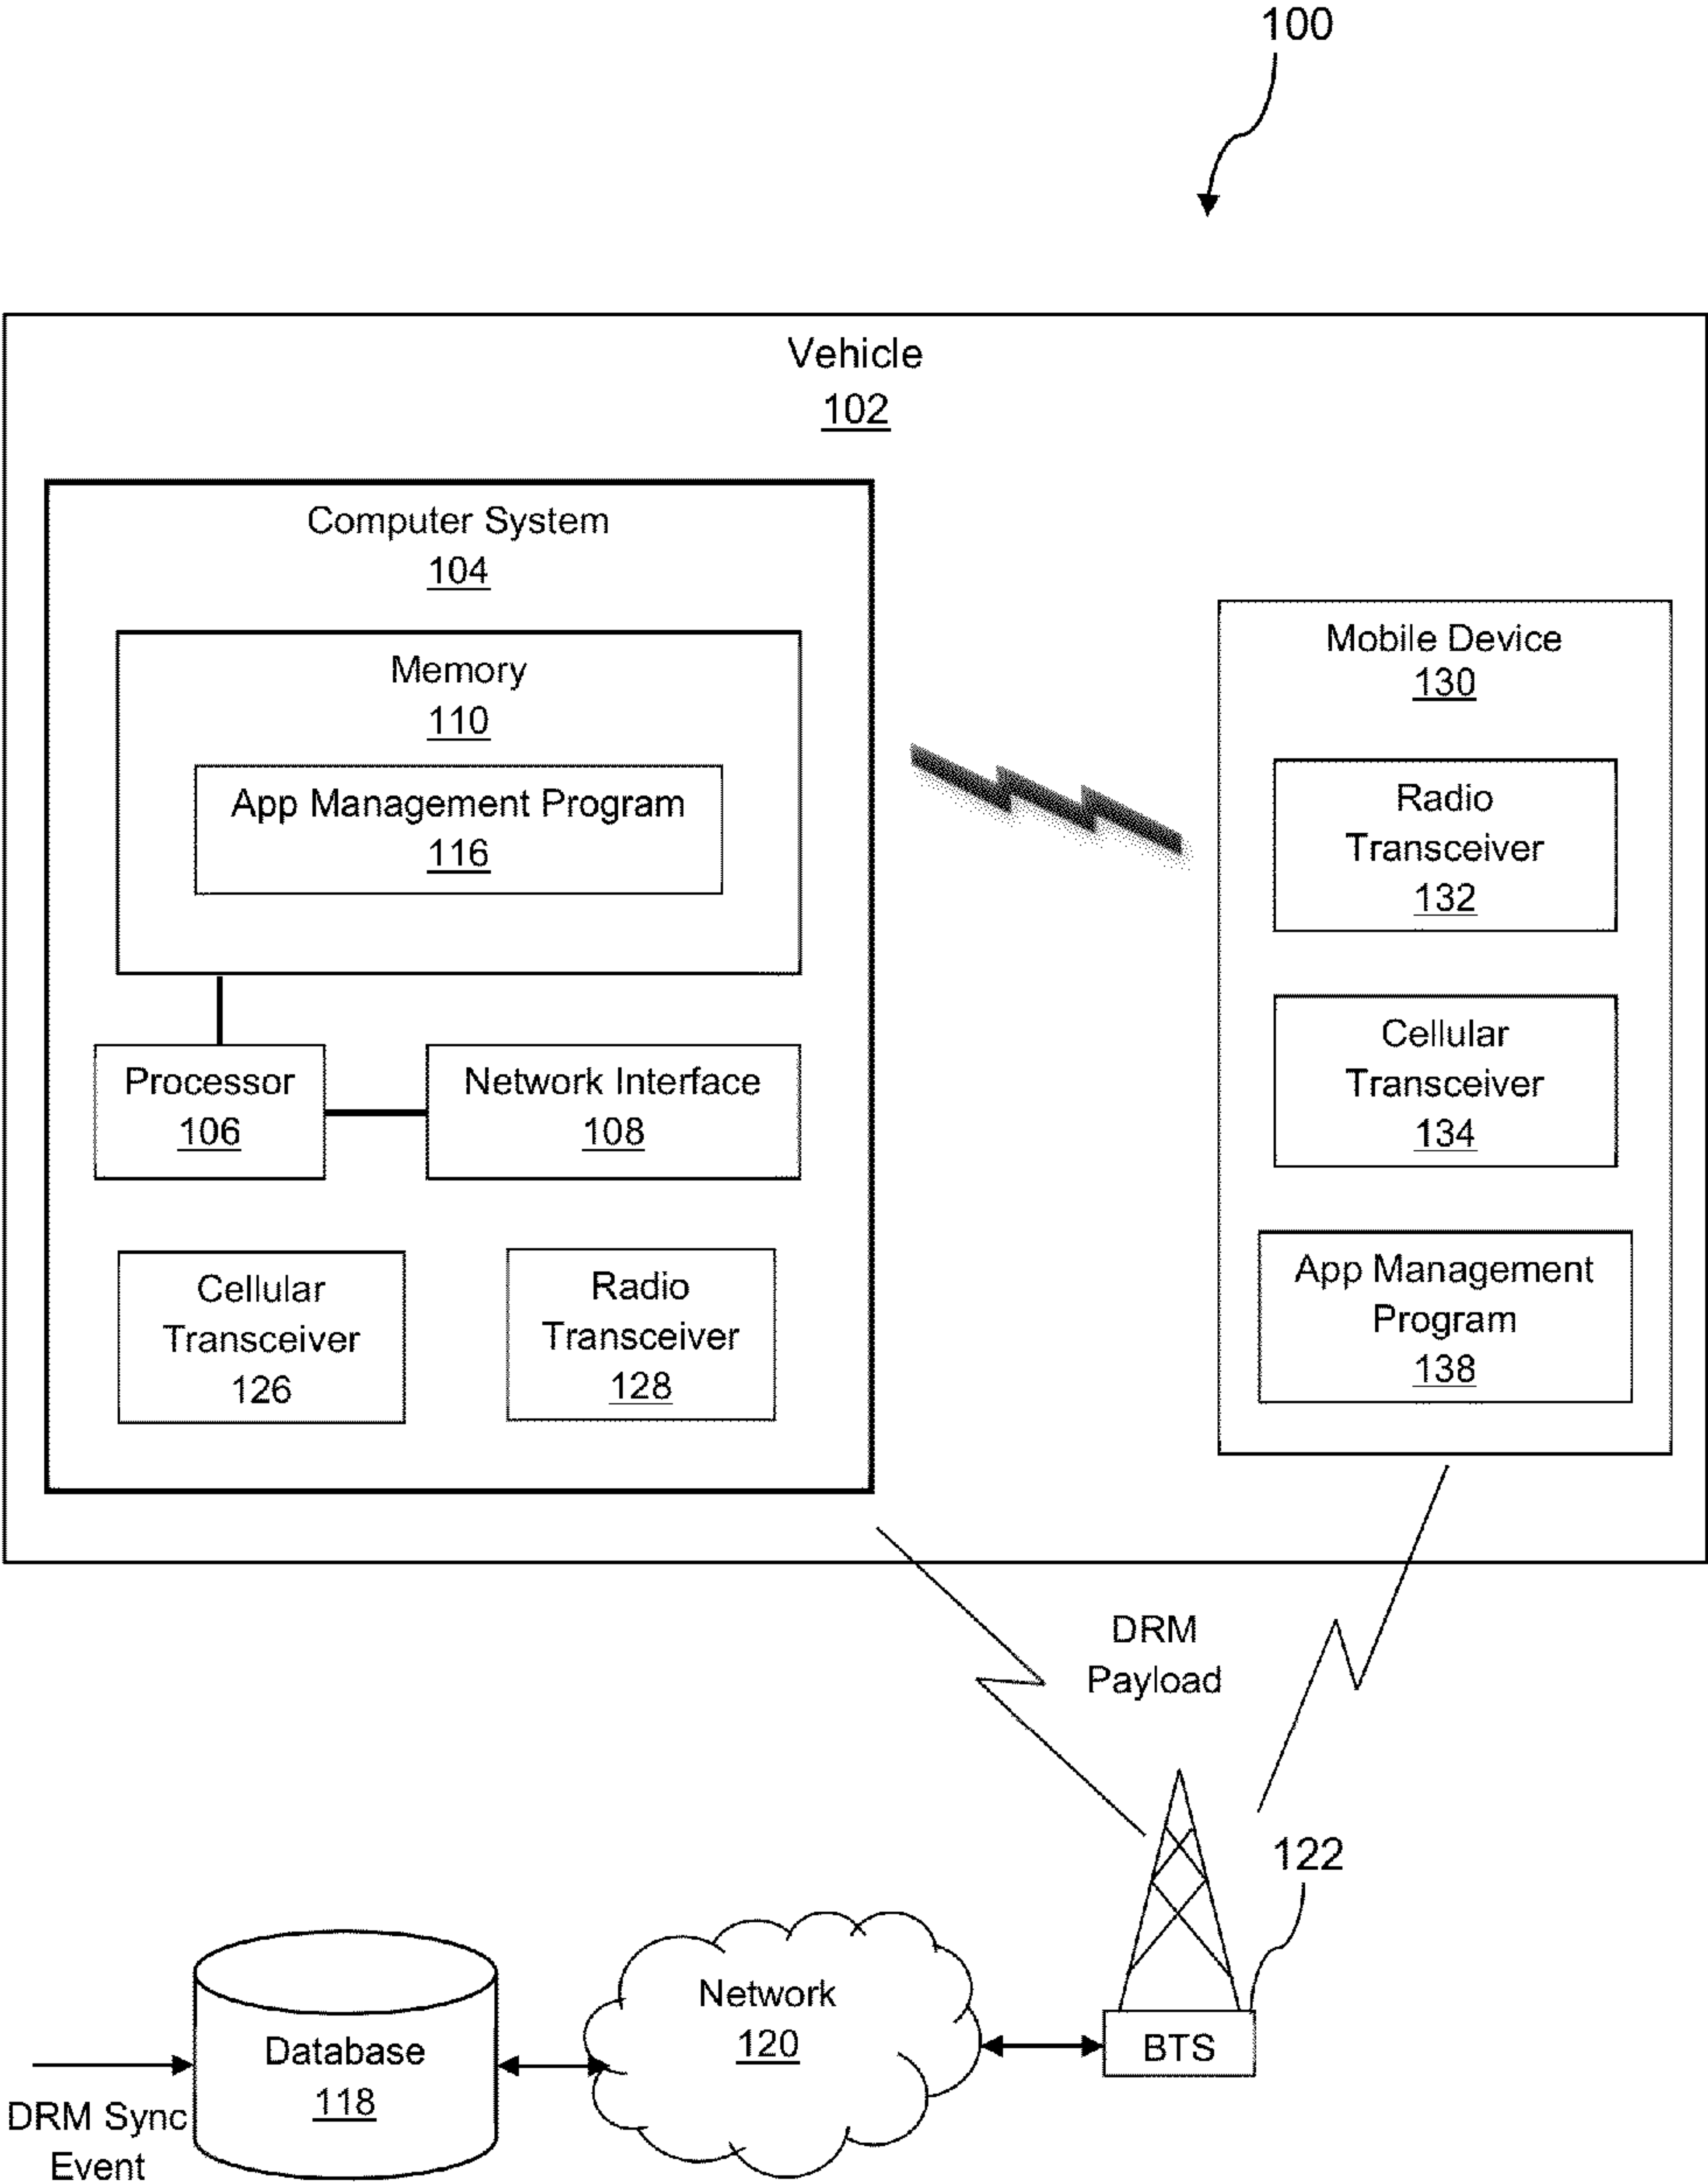 100
Vehicle
102
Computer System
104
Memory
110
App Management Program
116
Processor
106
Network Interface
108
Cellular
Transceiver
126
Radio
Transceiver
128
Mobile Device
130
Radio
Transceiver
132
Cellular
Transceiver
134
App Management
Program
138
DRM
Payload
122
BTS
Network
120
Database
118
DRM Sync
Event